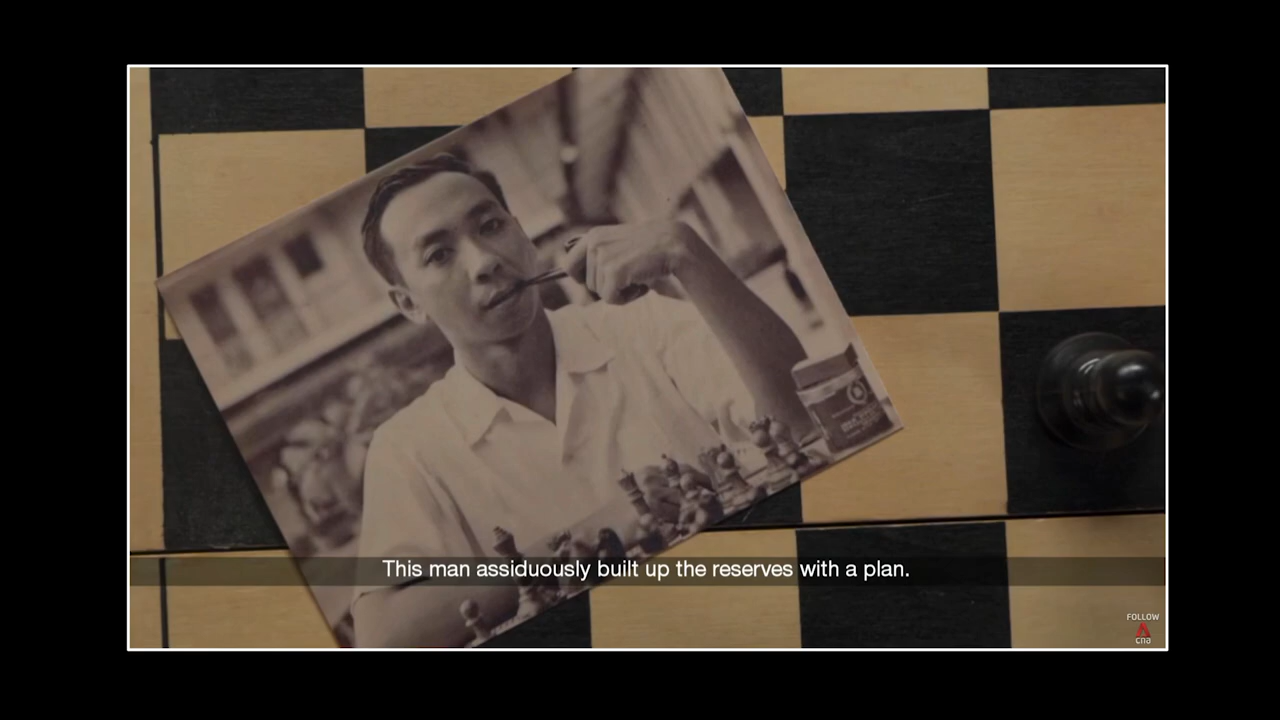 This man assiduously built up the reserves with a plan.
FOLLOW
cna